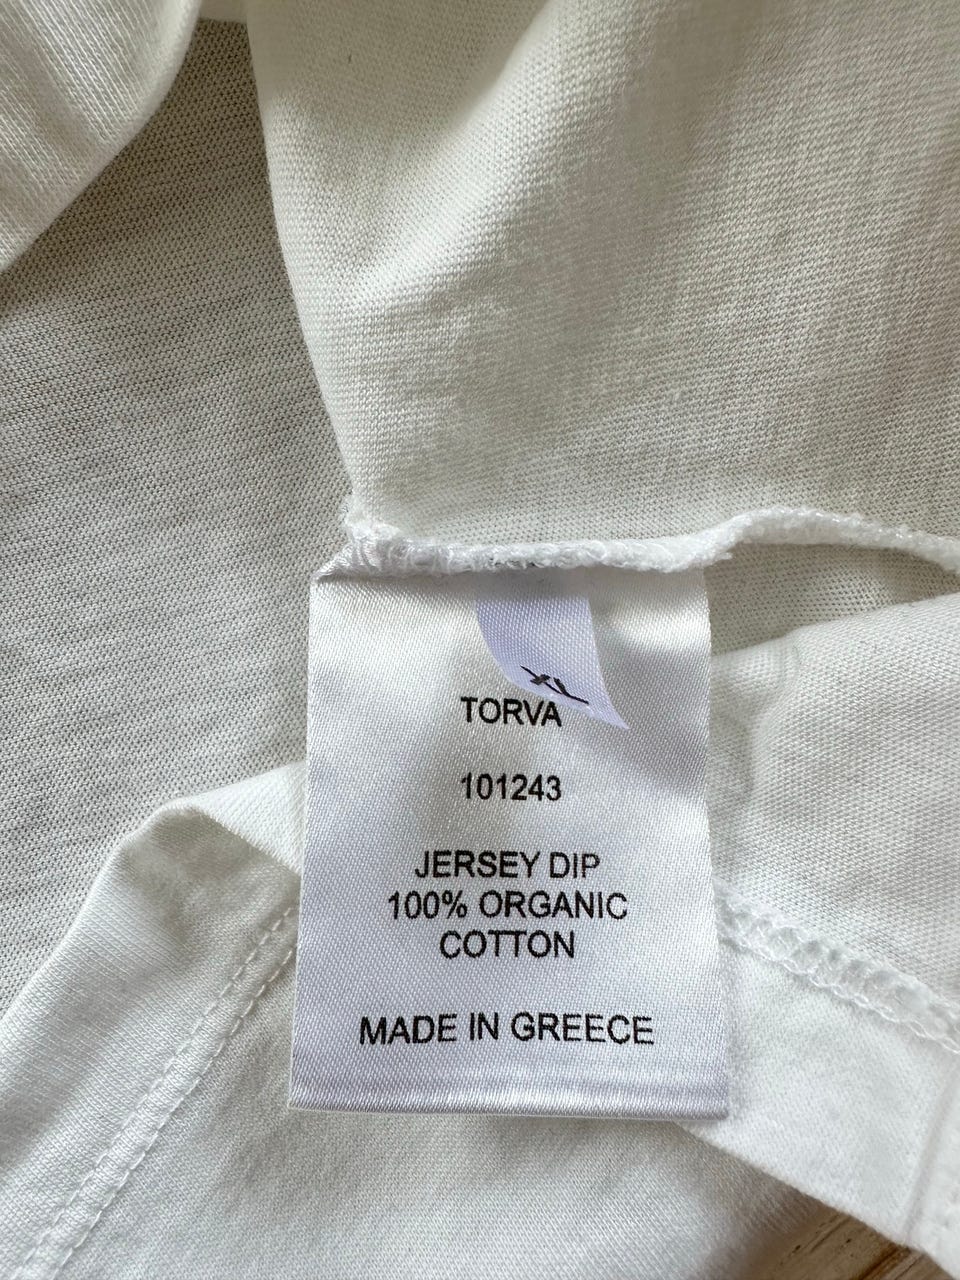 XL
TORVA
101243
JERSEY DIP
100% ORGANIC
COTTON
MADE IN GREECE